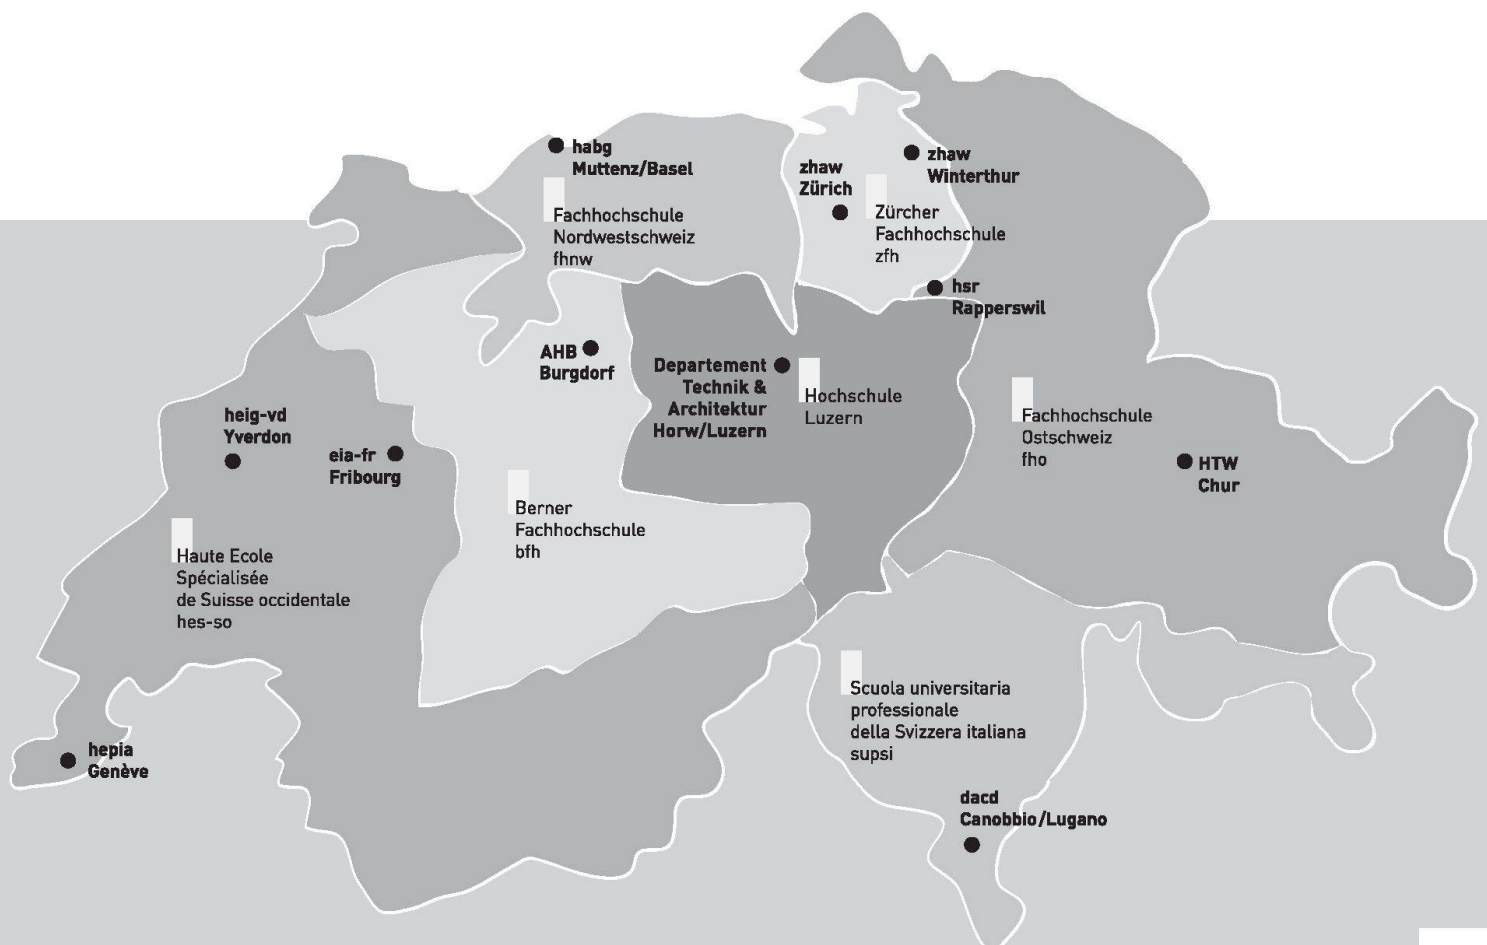 habg
Muttenz/Basel
Fachhochschule
Nordwestschweiz
fhnw
zhaw
Zürich
zhaw
Winterthur
Zürcher
Fachhochschule
zfh
hsr
Rapperswil
AHB
Burgdorf
Departement
Technik &
Architektur
Horw/Luzern
Hochschule
Luzern
Fachhochschule
Ostschweiz
fho
HTW
Chur
heig-vd
Yverdon
eia-fr
Fribourg
Berner
Fachhochschule
bfh
Haute Ecole
Spécialisée
de Suisse occidentale
hes-so
hepia
Genève
Scuola universitaria
professionale
della Svizzera italiana
supsi
dacd
Canobbio/Lugano